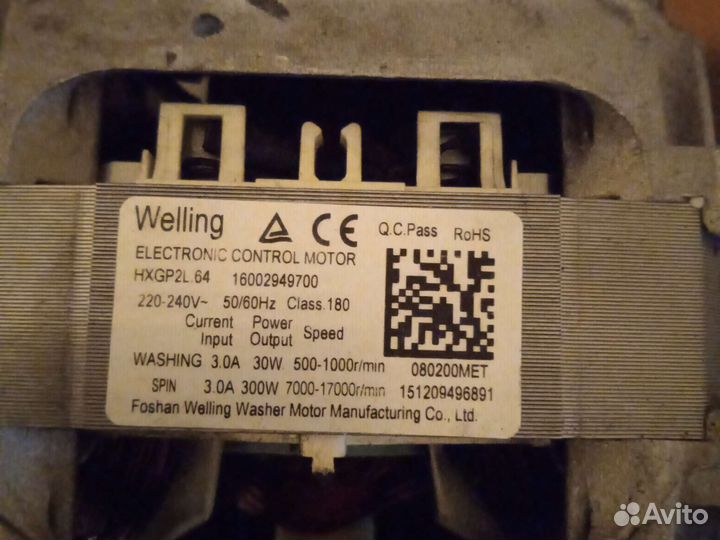 Welling CE Q.C.Pass RoHS
ELECTRONIC CONTROL MOTOR
HXGP2L.64 16002949700
220-240V~ 50/60Hz Class.180
Current Power
Input Output Speed
WASHING 3.0A 30W 500-1000r/min 080200MET
SPIN 3.0A 300W 7000-17000r/min 151209496891
Foshan Welling Washer Motor Manufacturing Co., Ltd.
Avito